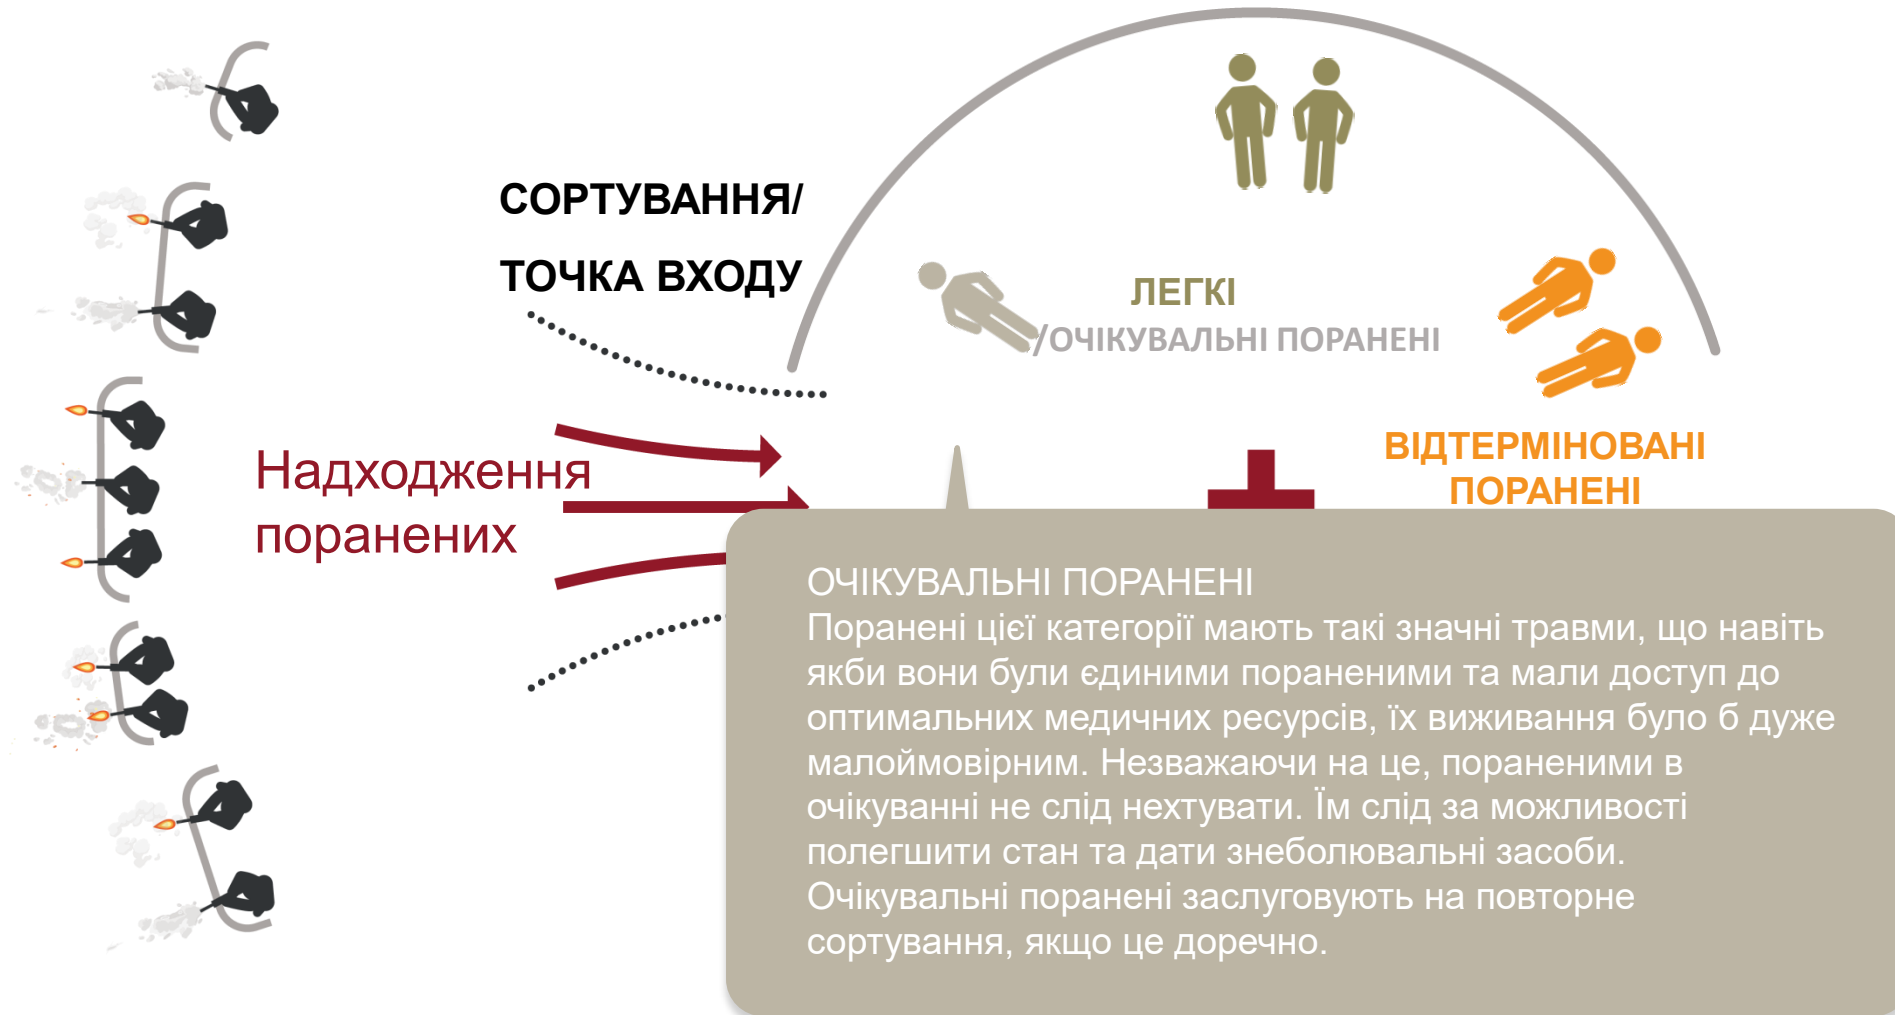 СОРТУВАННЯ/
ТОЧКА ВХОДУ
ЛЕГКІ
/ОЧІКУВАЛЬНІ ПОРАНЕНІ
ВІДТЕРМІНОВАНІ
ПОРАНЕНІ
Надходження
поранених
ОЧІКУВАЛЬНІ ПОРАНЕНІ
Поранені цієї категорії мають такі значні травми, що навіть
якби вони були єдиними пораненими та мали доступ до
оптимальних медичних ресурсів, їх виживання було б дуже
малоймовірним. Незважаючи на це, пораненими в
очікуванні не слід нехтувати. Їм слід за можливості
полегшити стан та дати знеболювальні засоби.
Очікувальні поранені заслуговують на повторне
сортування, якщо це доречно.